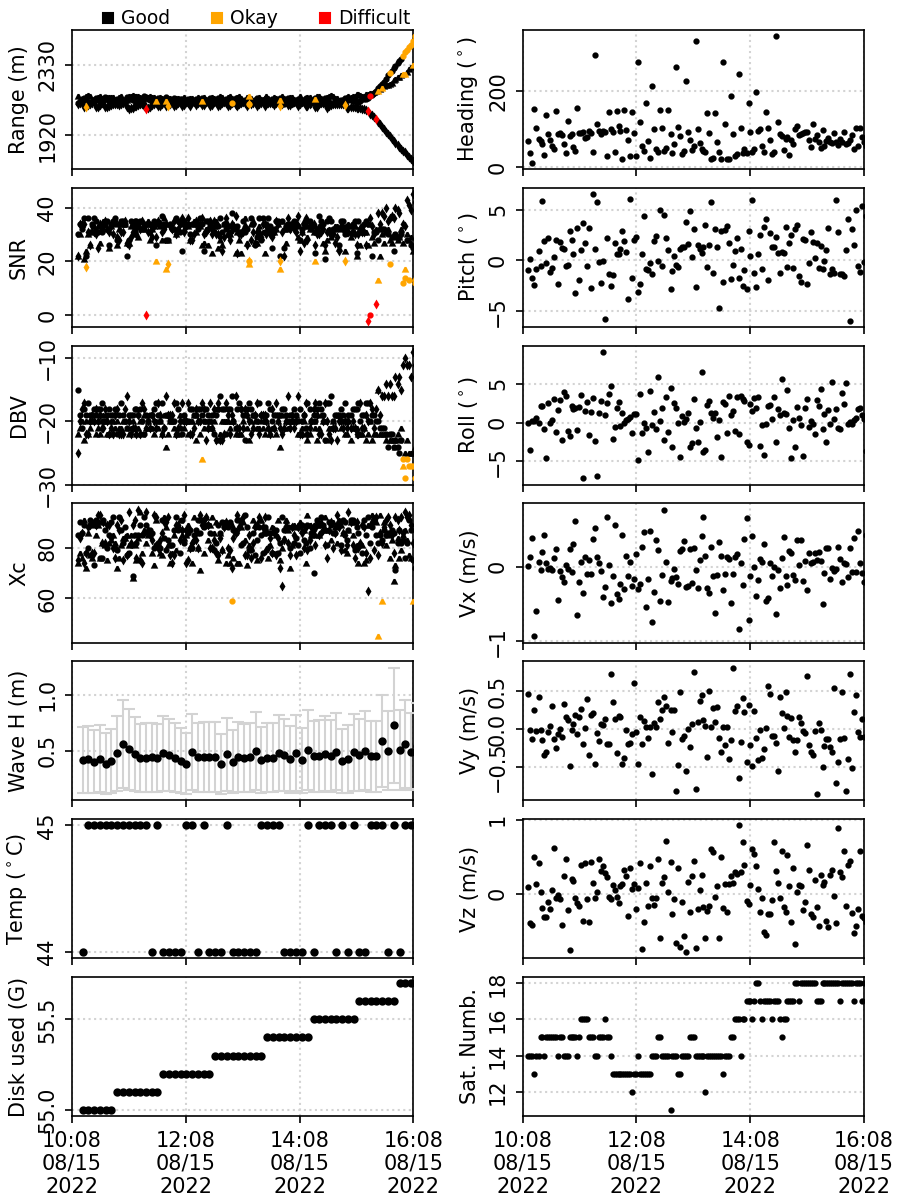 Good Okay Difficult
Range (m)
2330
1920
Heading (°)
200
0
SNR
40
20
0
Pitch (°)
5
0
−5
DBV
−10
−20
−30
Roll (°)
5
0
−5
Xc
80
60
Vx (m/s)
0
−1
Wave H (m)
1.0
0.5
Vy (m/s)
0.5
0.0
−0.5
Temp (°C)
45
44
Vz (m/s)
1
0
Disk used (G)
55.5
55.0
Sat. Numb.
18
16
14
12
10:08 12:08 14:08 16:08 10:08 12:08 14:08 16:08
08/15 08/15 08/15 08/15 08/15 08/15 08/15 08/15
2022 2022 2022 2022 2022 2022 2022 2022